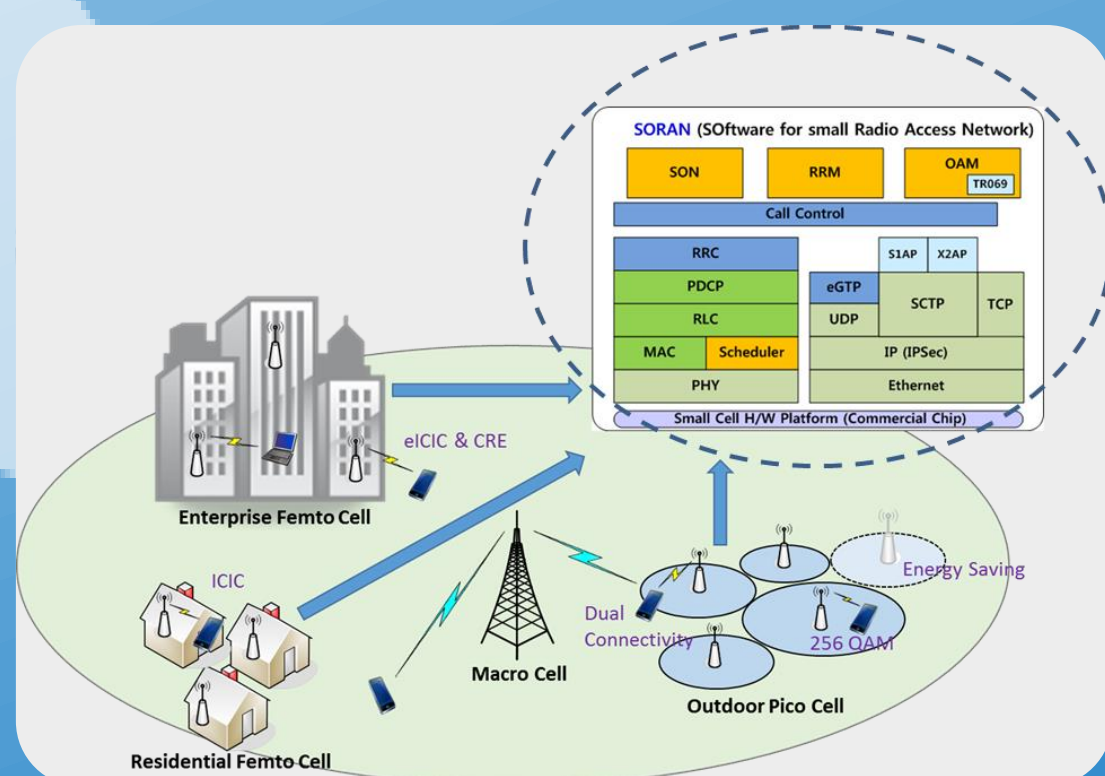 SORAN (SOftware for small Radio Access Network)
SON
RRM
OAM
TR069
Call Control
RRC
S1AP
X2AP
PDCP
eGTP
SCTP
TCP
RLC
UDP
MAC
Scheduler
IP (IPSec)
PHY
Ethernet
Small Cell H/W Platform (Commercial Chip)
eICIC & CRE
Enterprise Femto Cell
ICIC
Energy Saving
Dual
Connectivity
256 QAM
Macro Cell
Outdoor Pico Cell
Residential Femto Cell